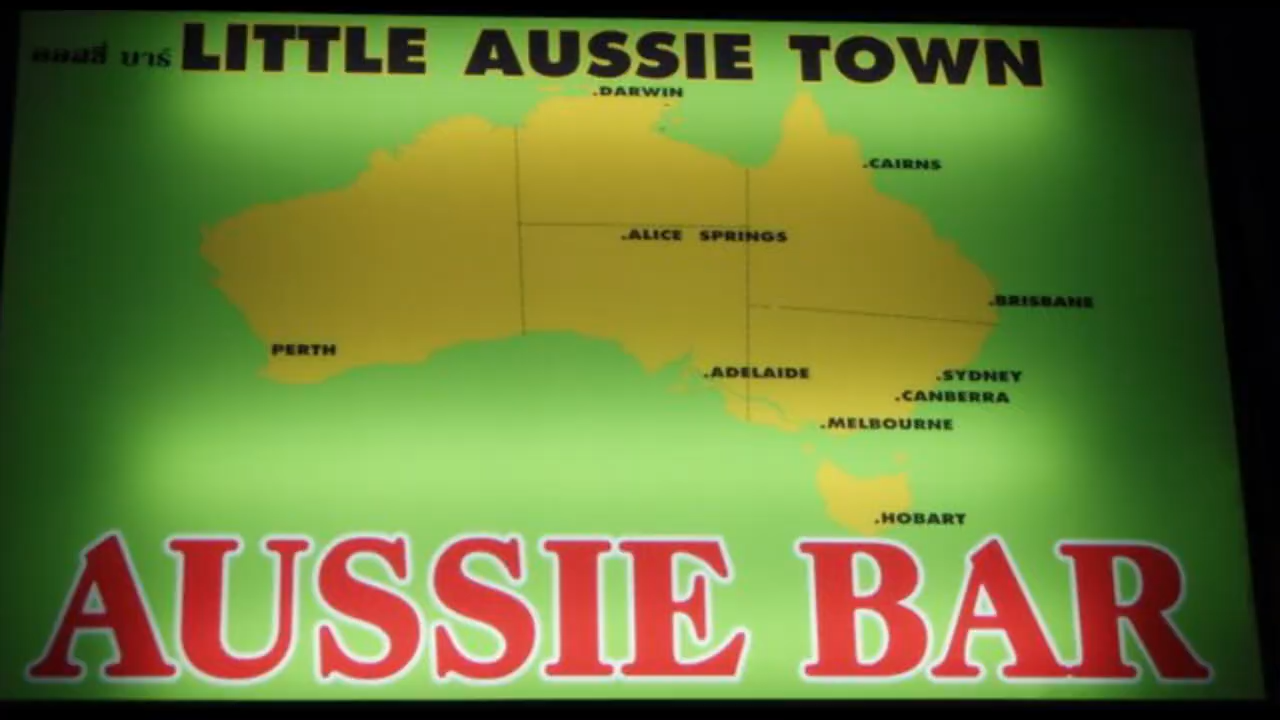 ออสซี่ บาร์ LITTLE AUSSIE TOWN
.DARWIN
.CAIRNS
.ALICE SPRINGS
.BRISBANE
PERTH
.ADELAIDE
.SYDNEY
.CANBERRA
.MELBOURNE
.HOBART
AUSSIE BAR